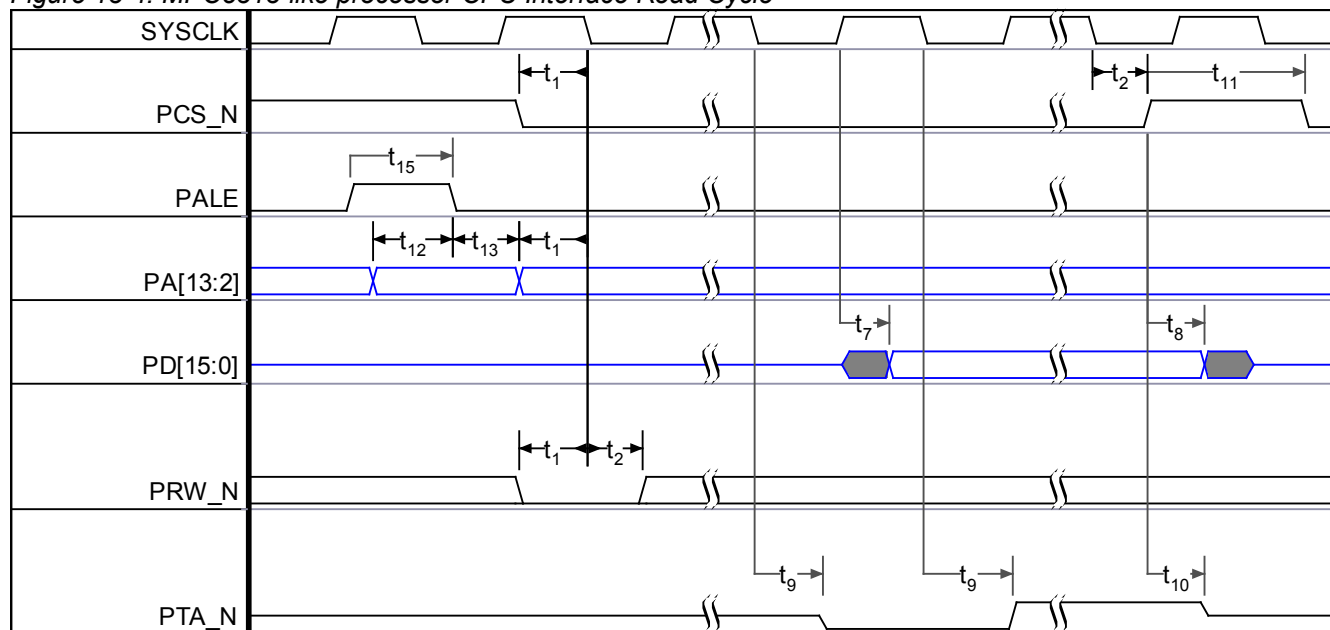 Figure 13-4. MPC8313-like processor CPU Interface Read Cycle
SYSCLK
t1
t2
t11
PCS_N
t15
PALE
t12
t13
t1
PA[13:2]
t7
t8
PD[15:0]
t1
t2
PRW_N
t9
t9
t10
PTA_N